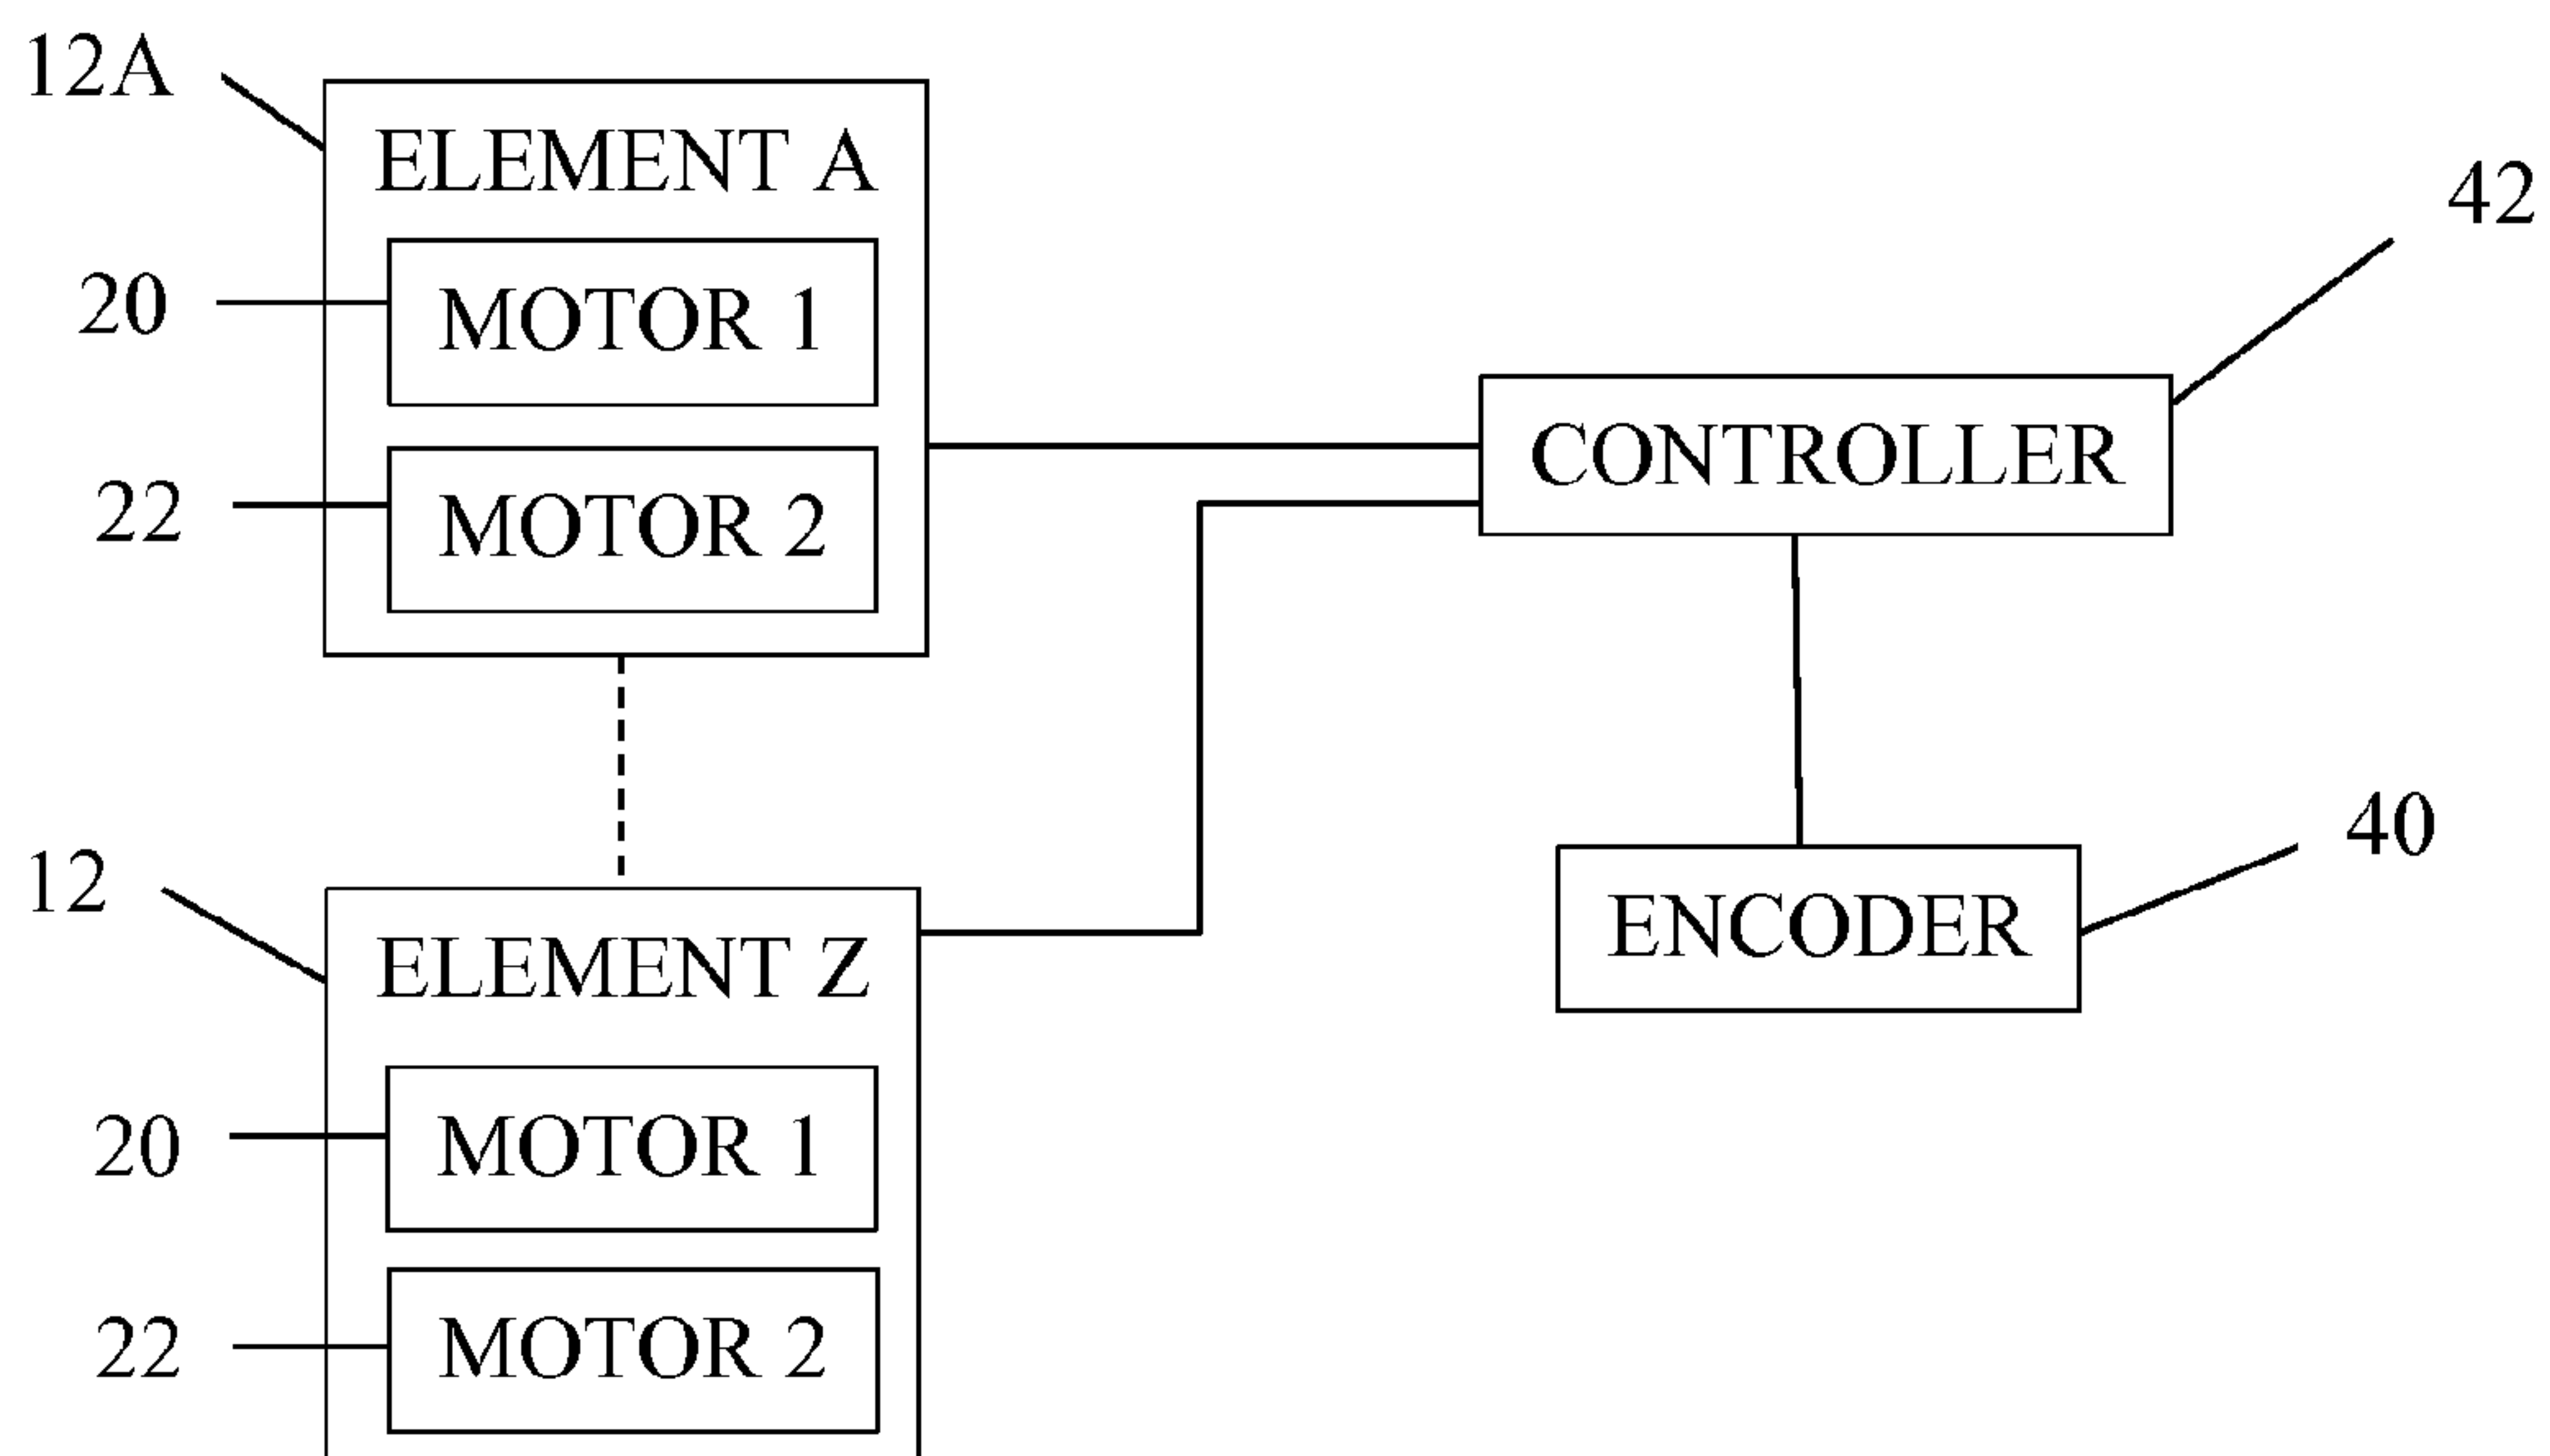 12A
ELEMENT A
42
20
MOTOR 1
CONTROLLER
22
MOTOR 2
40
12
ENCODER
ELEMENT Z
20
MOTOR 1
22
MOTOR 2